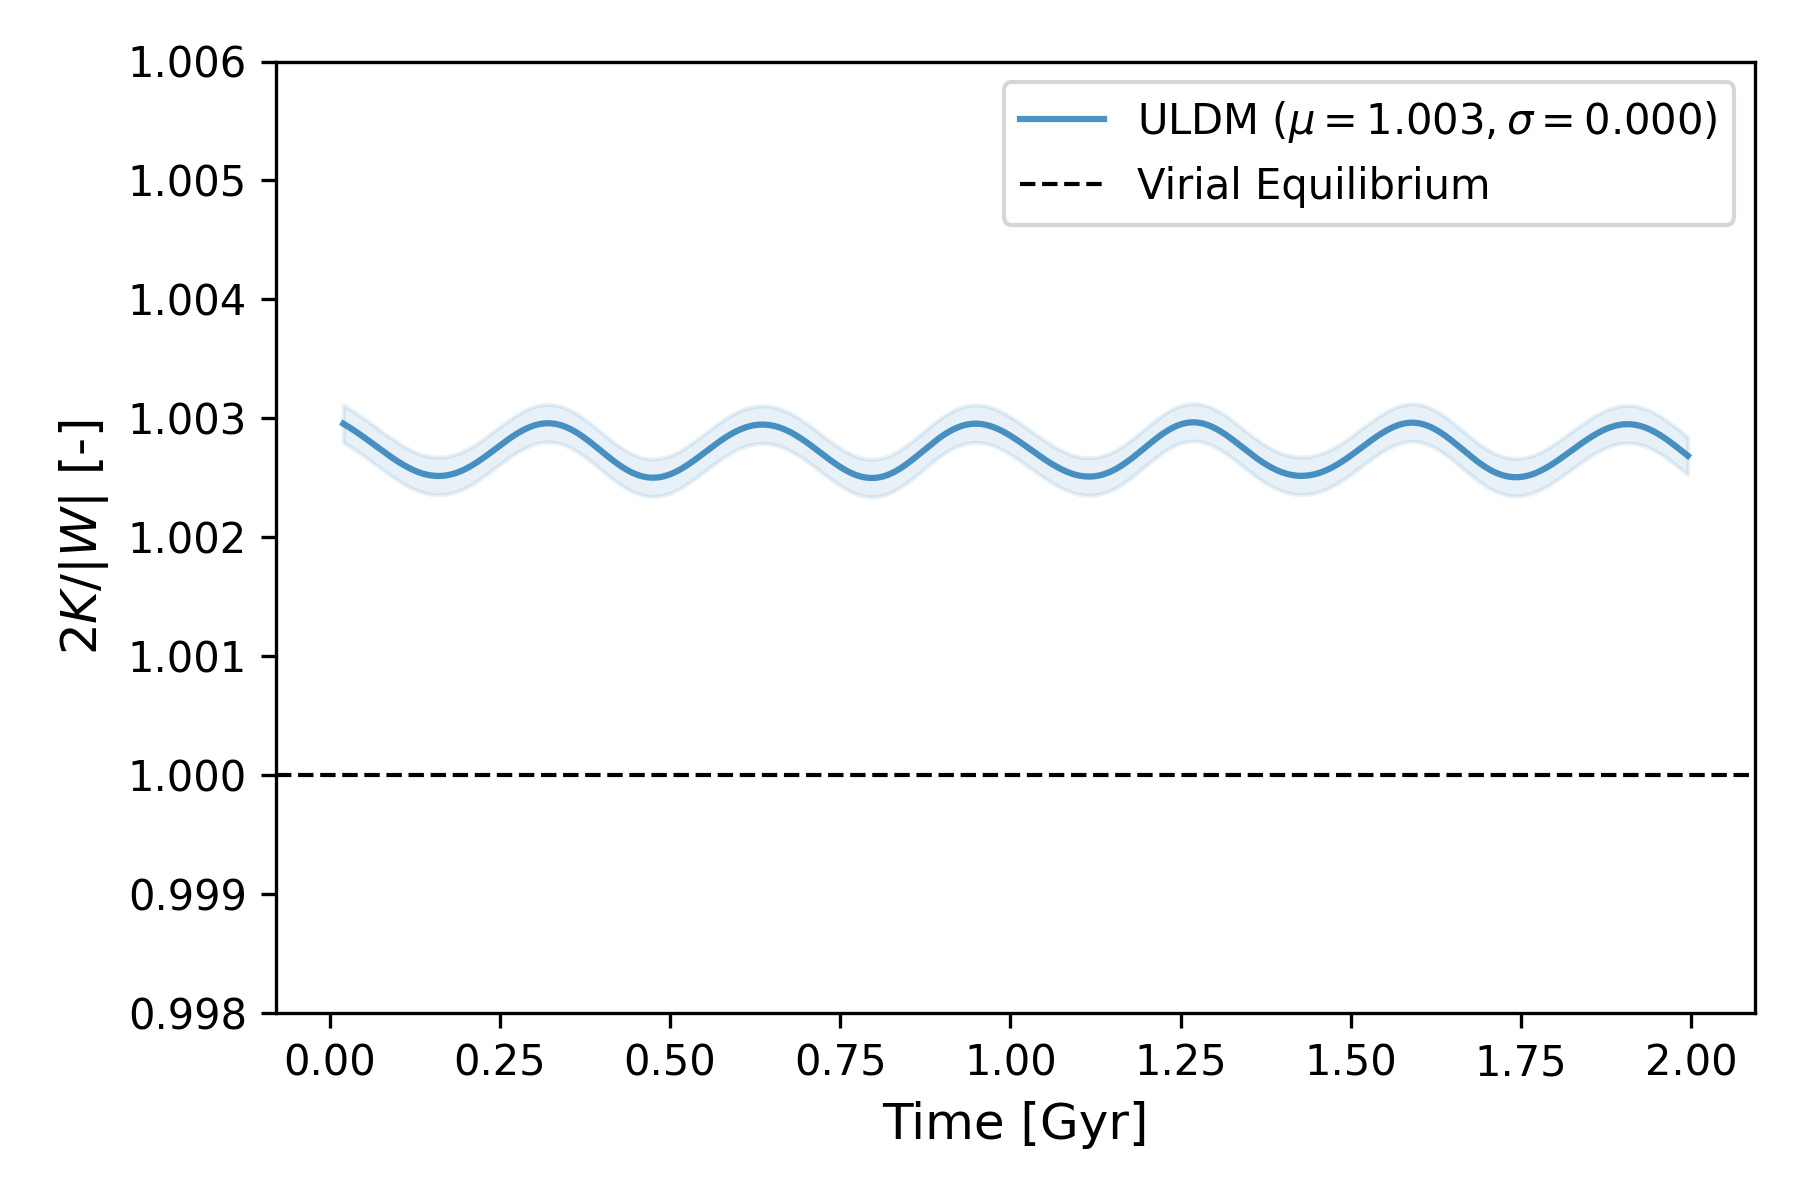 1.006
1.005
1.004
1.003
1.002
1.001
1.000
0.999
0.998
2K/|W| [-]
ULDM (μ = 1.003, σ = 0.000)
Virial Equilibrium
0.00 0.25 0.50 0.75 1.00 1.25 1.50 1.75 2.00
Time [Gyr]